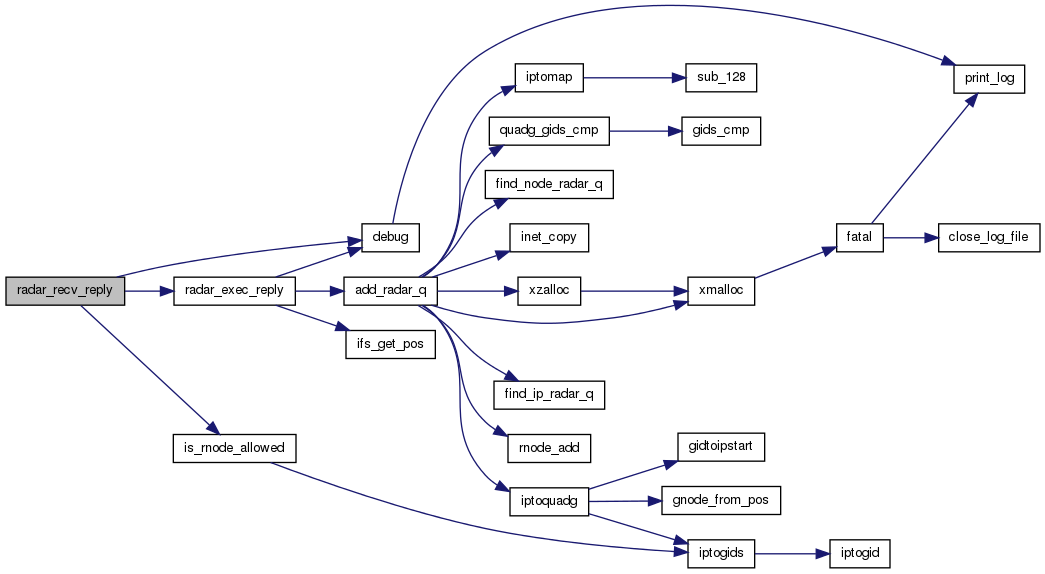 iptomap
sub_128
print_log
quadg_gids_cmp
gids_cmp
find_node_radar_q
debug
inet_copy
fatal
close_log_file
radar_recv_reply
radar_exec_reply
add_radar_q
xzalloc
xmalloc
ifs_get_pos
find_ip_radar_q
is_rnode_allowed
rnode_add
gidtoipstart
iptoquadg
gnode_from_pos
iptogids
iptogid